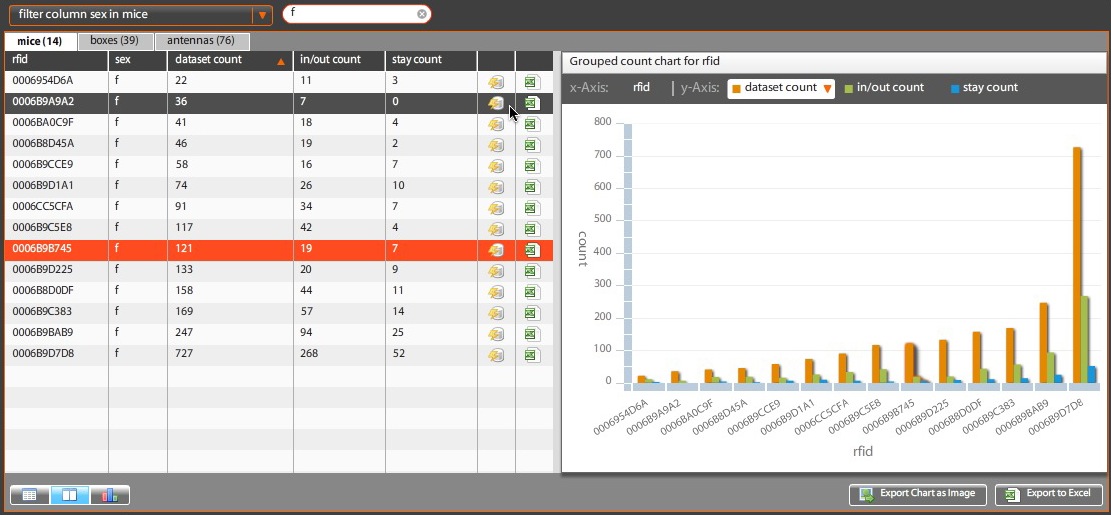 filter column sex in mice
f
mice (14) boxes (39) antennas (76)
rfid sex dataset count in/out count stay count
0006954D6A f 22 11 3
0006B9A9A2 f 36 7 0
0006BA0C9F f 41 18 4
0006B8D45A f 46 19 2
0006B9CCE9 f 58 16 7
0006B9D1A1 f 74 26 10
0006CC5CFA f 91 34 7
0006B9C5E8 f 117 42 4
0006B9B745 f 121 19 7
0006B9D225 f 133 20 9
0006B8D0DF f 158 44 11
0006B9C383 f 169 57 14
0006B9BAB9 f 247 94 25
0006B9D7D8 f 727 268 52
Grouped count chart for rfid
x-Axis: rfid | y-Axis: dataset count in/out count stay count
800
700
600
500
400
300
200
100
0
count
0006954D6A
0006B9A9A2
0006BA0C9F
0006B8D45A
0006B9CCE9
0006B9D1A1
0006CC5CFA
0006B9C5E8
0006B9B745
0006B9D225
0006B8D0DF
0006B9C383
0006B9BAB9
0006B9D7D8
rfid
Export Chart as Image Export to Excel